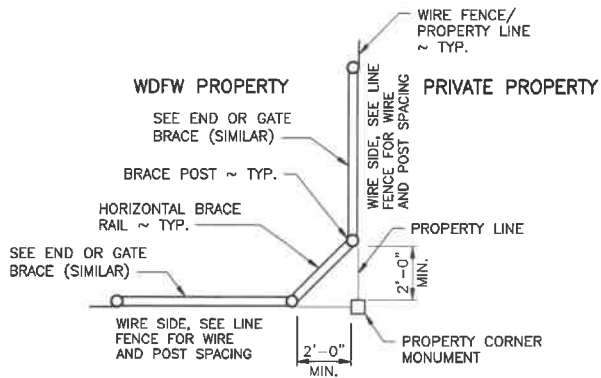 WIRE FENCE/
PROPERTY LINE
~ TYP.
WDFW PROPERTY
PRIVATE PROPERTY
WIRE SIDE, SEE LINE
FENCE FOR WIRE
AND POST SPACING
SEE END OR GATE
BRACE (SIMILAR)
BRACE POST ~ TYP.
HORIZONTAL BRACE
RAIL ~ TYP.
PROPERTY LINE
SEE END OR GATE
BRACE (SIMILAR)
2'-0"
MIN.
WIRE SIDE, SEE LINE
FENCE FOR WIRE
AND POST SPACING
2'-0"
MIN.
PROPERTY CORNER
MONUMENT